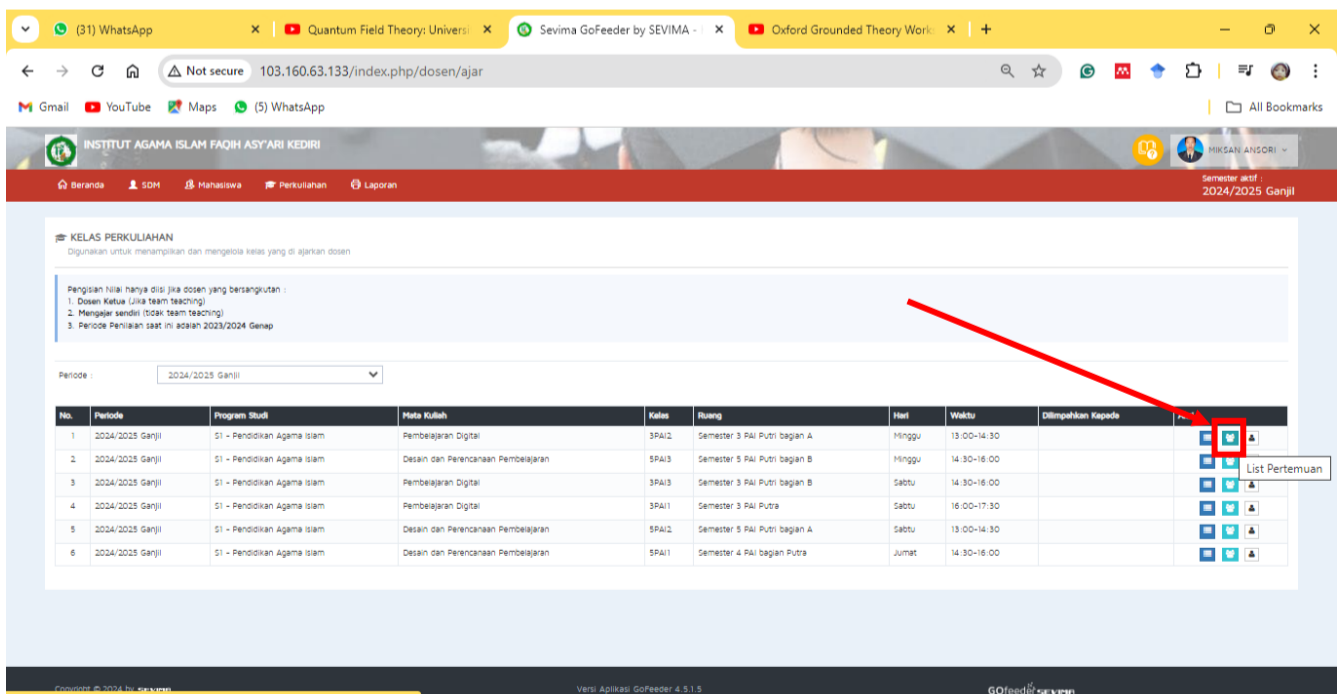 (31) WhatsApp
Quantum Field Theory: Universi
Sevima GoFeeder by SEVIMA -
Oxford Grounded Theory Work
Not secure 103.160.63.133/index.php/dosen/ajar
Gmail YouTube Maps (5) WhatsApp All Bookmarks
INSTITUT AGAMA ISLAM FAQIH ASY'ARI KEDIRI
MIKSAN ANSORI
Beranda SDM Mahasiswa Perkuliahan Laporan
Semester aktif :
2024/2025 Ganjil
KELAS PERKULIAHAN
Digunakan untuk menampilkan dan mengelola kelas yang di ajarkan dosen
Pengisian Nilai hanya diisi jika dosen yang bersangkutan :
1. Dosen Ketua (Jika team teaching)
2. Mengajar sendiri (tidak team teaching)
3. Periode Penilaian saat ini adalah 2023/2024 Genap
Periode : 2024/2025 Ganjil
No. Periode Program Studi Mata Kuliah Kelas Ruang Hari Waktu Dilimpahkan Kepada
1 2024/2025 Ganjil S1 - Pendidikan Agama Islam Pembelajaran Digital 3PAI2 Semester 3 PAI Putri bagian A Minggu 13:00-14:30
2 2024/2025 Ganjil S1 - Pendidikan Agama Islam Desain dan Perencanaan Pembelajaran 5PAI3 Semester 5 PAI Putri bagian B Minggu 14:30-16:00
List Pertemuan
3 2024/2025 Ganjil S1 - Pendidikan Agama Islam Pembelajaran Digital 3PAI3 Semester 3 PAI Putri bagian B Sabtu 14:30-16:00
4 2024/2025 Ganjil S1 - Pendidikan Agama Islam Pembelajaran Digital 3PAI1 Semester 3 PAI Putra Sabtu 16:00-17:30
5 2024/2025 Ganjil S1 - Pendidikan Agama Islam Desain dan Perencanaan Pembelajaran 5PAI2 Semester 5 PAI Putri bagian A Sabtu 13:00-14:30
6 2024/2025 Ganjil S1 - Pendidikan Agama Islam Desain dan Perencanaan Pembelajaran 5PAI1 Semester 4 PAI bagian Putra Jumat 14:30-16:00
Copyright © 2024 by SEVIMA
Versi Aplikasi GoFeeder 4.5.1.5
GOfeeder SEVIMA